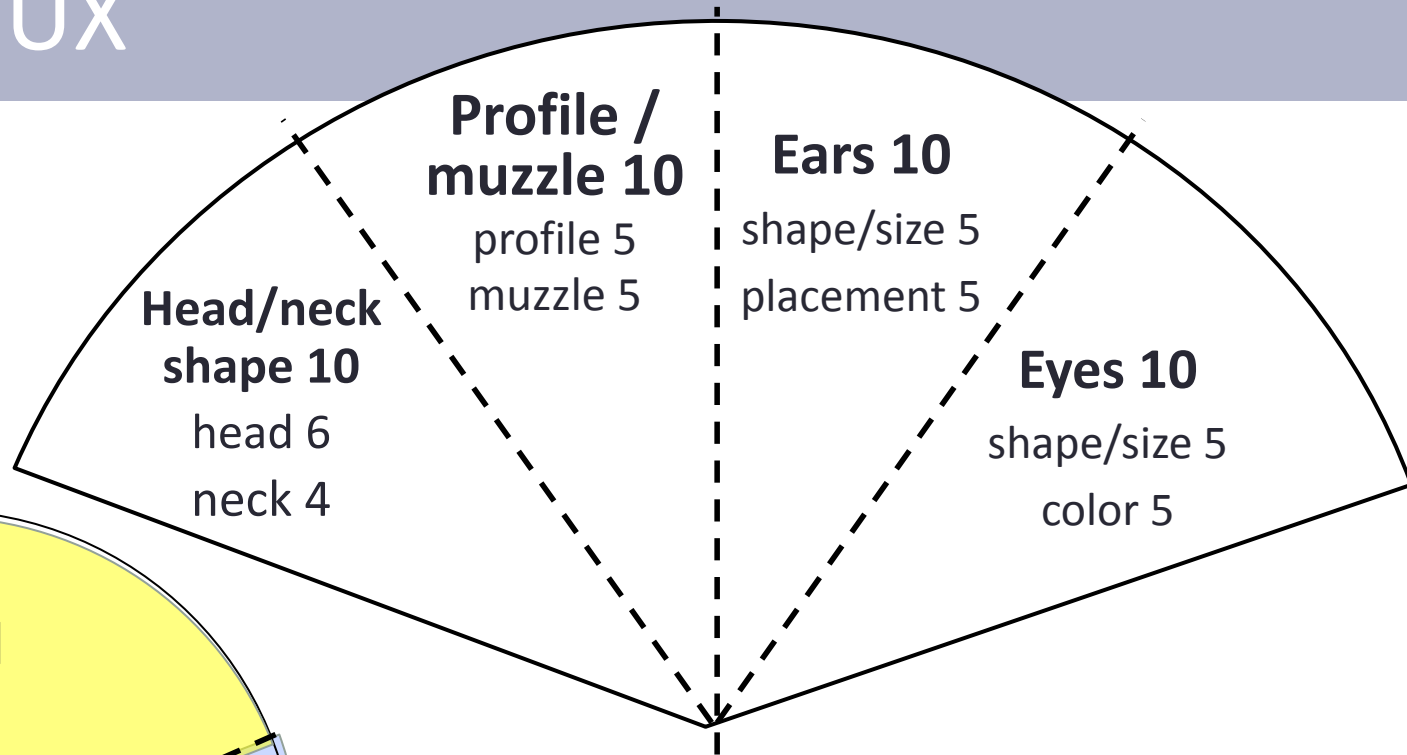 UX
Profile /
muzzle 10
profile 5
muzzle 5
Ears 10
shape/size 5
placement 5
Head/neck
shape 10
head 6
neck 4
Eyes 10
shape/size 5
color 5